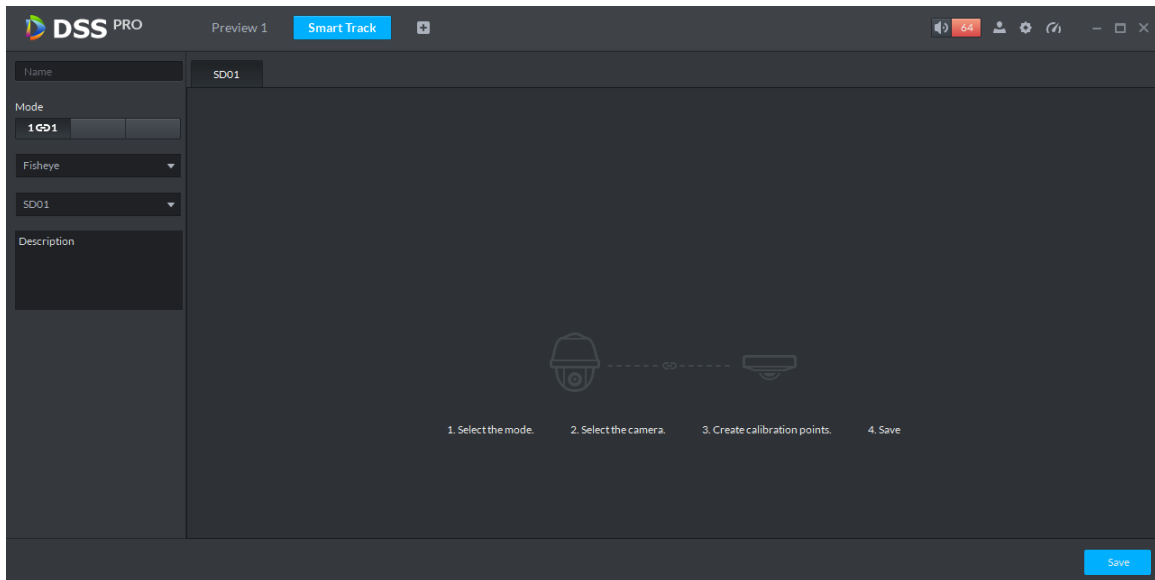 DSS PRO
Preview 1
Smart Track
64
Name
SD01
Mode
1 1
Fisheye
SD01
Description
1. Select the mode.
2. Select the camera.
3. Create calibration points.
4. Save
Save